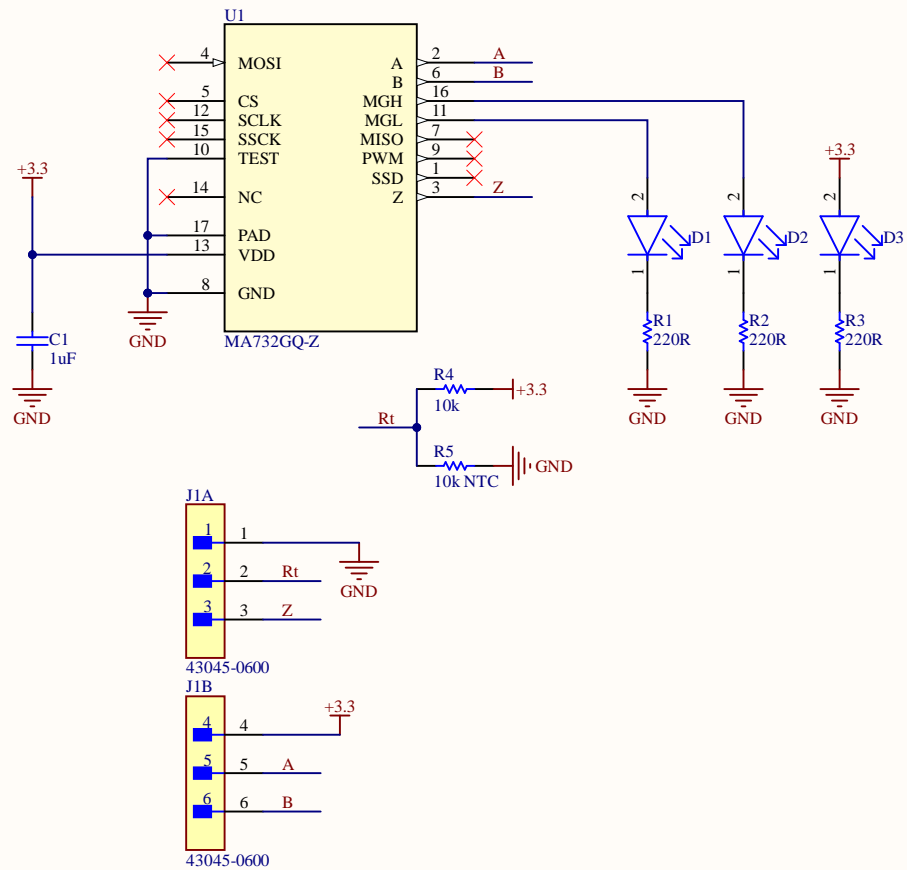 U1
4 MOSI
5 CS
12 SCLK
15 SSCK
10 TEST
14 NC
17 PAD
13 VDD
8 GND
A 2 A
B 6 B
MGH 16
MGL 11
MISO 7
PWM 9
SSD 1
Z 3 Z
MA732GQ-Z
+3.3
C1
1uF
GND
GND
+3.3
2 2 2
D1 D2 D3
1 1 1
R1 R2 R3
220R 220R 220R
GND GND GND
R4
10k
+3.3
Rt
R5
10k NTC
GND
J1A
1 1
2 2 Rt
3 3 Z
GND
43045-0600
J1B
+3.3
4 4
5 5 A
6 6 B
43045-0600